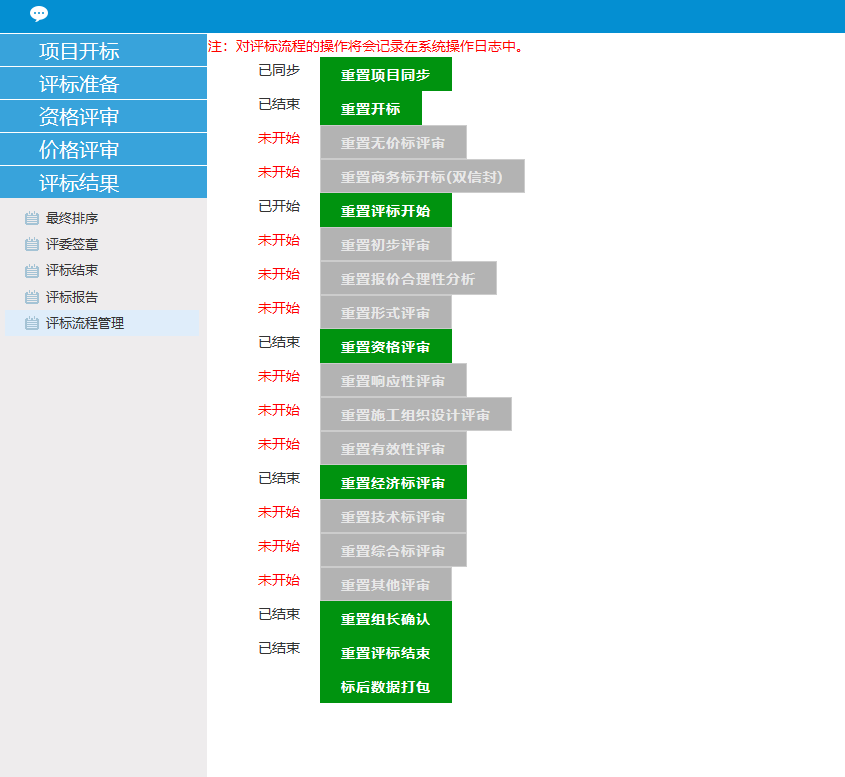 项目开标
评标准备
资格评审
价格评审
评标结果
最终排序
评委签章
评标结束
评标报告
评标流程管理
注：对评标流程的操作将会记录在系统操作日志中。
已同步 重置项目同步
已结束 重置开标
未开始 重置无价标评审
未开始 重置商务标开标(双信封)
已开始 重置评标开始
未开始 重置初步评审
未开始 重置报价合理性分析
未开始 重置形式评审
已结束 重置资格评审
未开始 重置响应性评审
未开始 重置施工组织设计评审
未开始 重置有效性评审
已结束 重置经济标评审
未开始 重置技术标评审
未开始 重置综合标评审
未开始 重置其他评审
已结束 重置组长确认
已结束 重置评标结束
标后数据打包